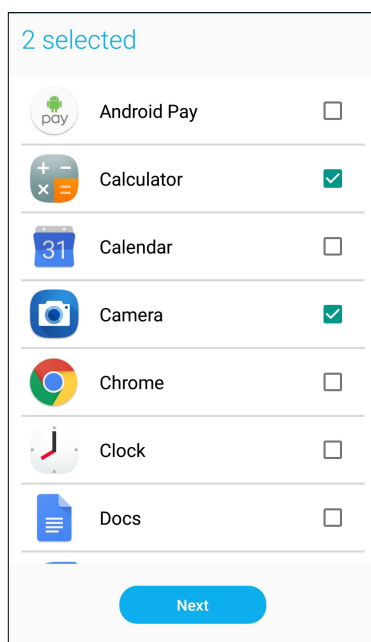 2 selected
pay
Android Pay
+ −
× =
Calculator
31
Calendar
Camera
Chrome
Clock
Docs
Next